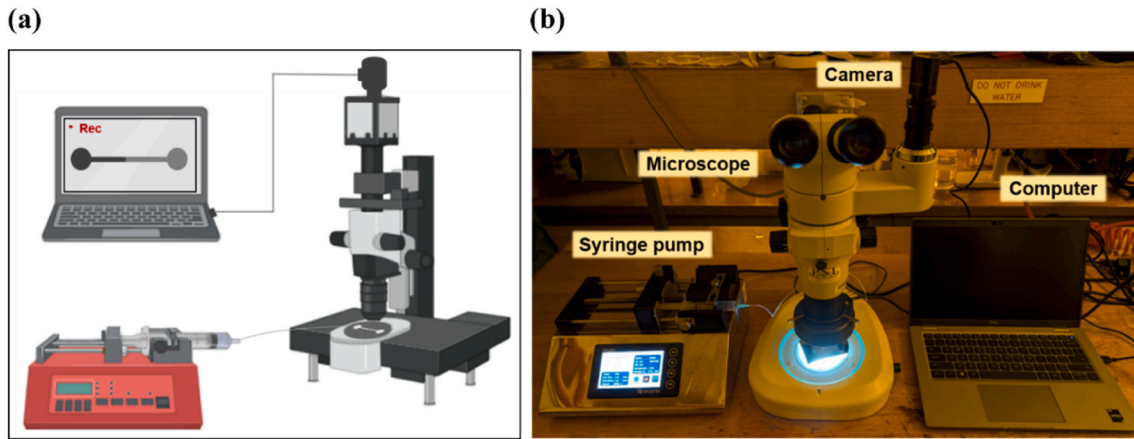 (a)
(b)
Rec
Camera
DO NOT DRINK
WATER
Microscope
Computer
Syringe pump